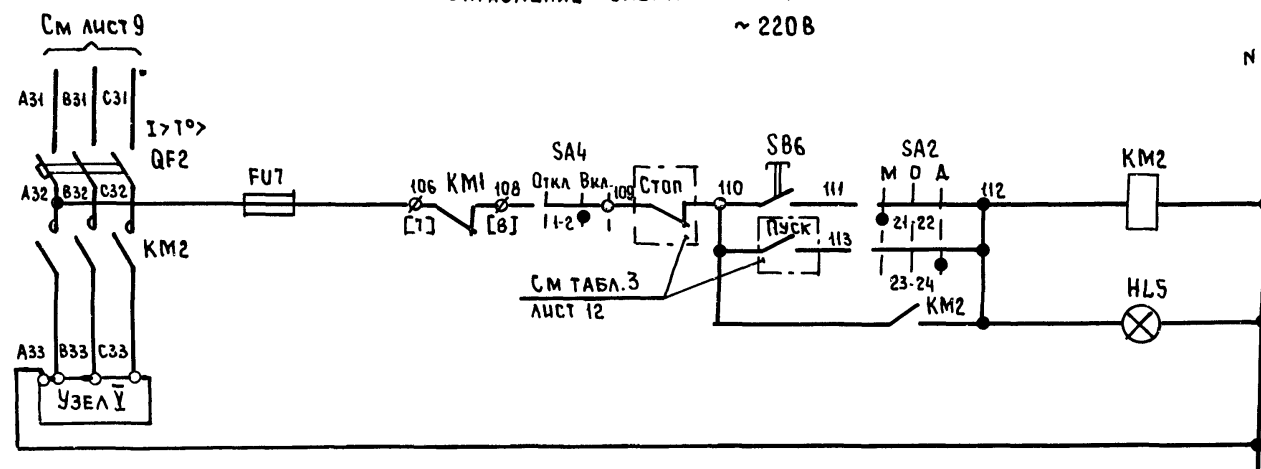 ~ 220В
См лист 9
N
A31 B31 C31
I> T°>
QF2
A32 B32 C32
FU7
106
[7]
KM1
108
[8]
SA4
Откл Вкл.
1-2
109
Стоп
110
SB6
111
SA2
М О Д
21-22
112
KM2
Пуск
113
23-24
KM2
См табл. 3
лист 12
KM2
HL5
A33 B33 C33
Узел V